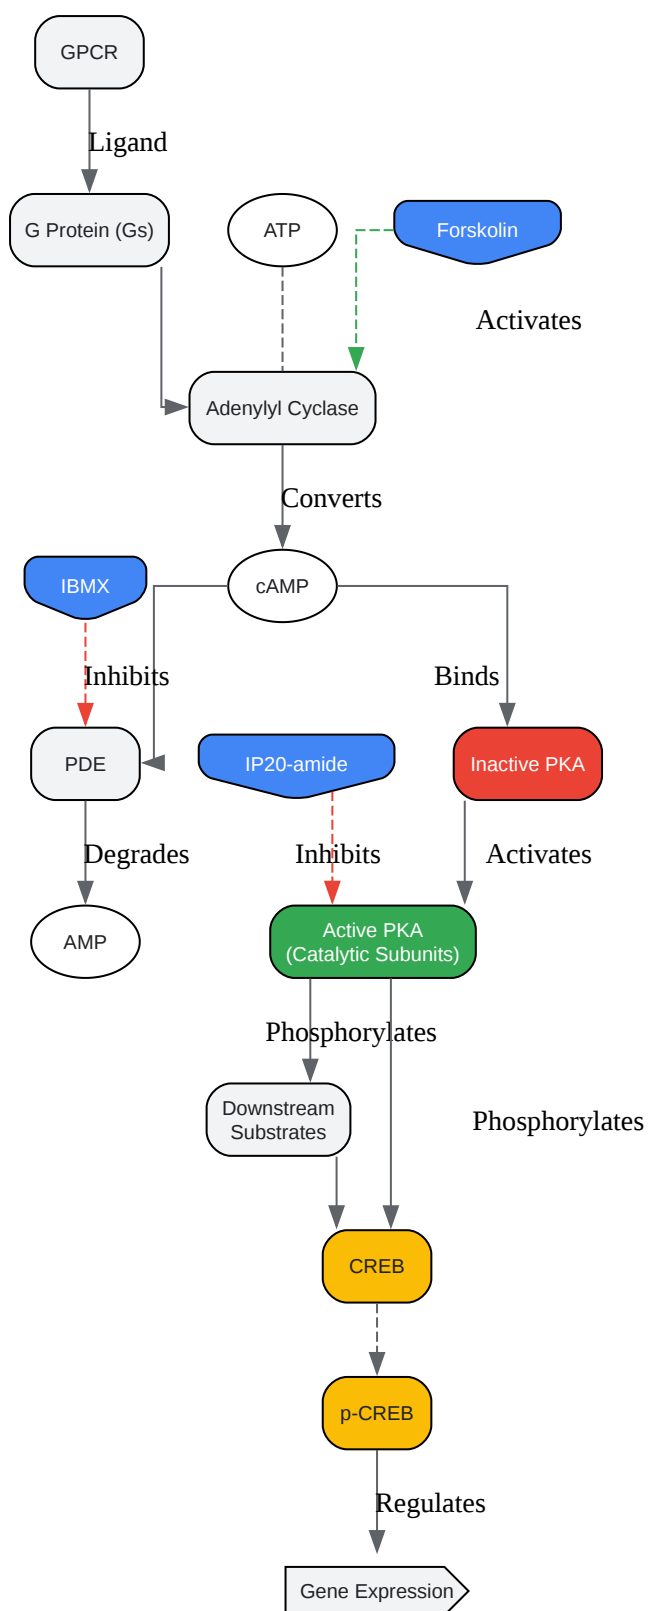 GPCR
Ligand
G Protein (Gs)
ATP
Forskolin
Activates
Adenylyl Cyclase
Converts
IBMX
cAMP
Inhibits
Binds
PDE
IP20-amide
Inactive PKA
Degrades
Inhibits
Activates
AMP
Active PKA
(Catalytic Subunits)
Phosphorylates
Downstream
Substrates
Phosphorylates
CREB
p-CREB
Regulates
Gene Expression